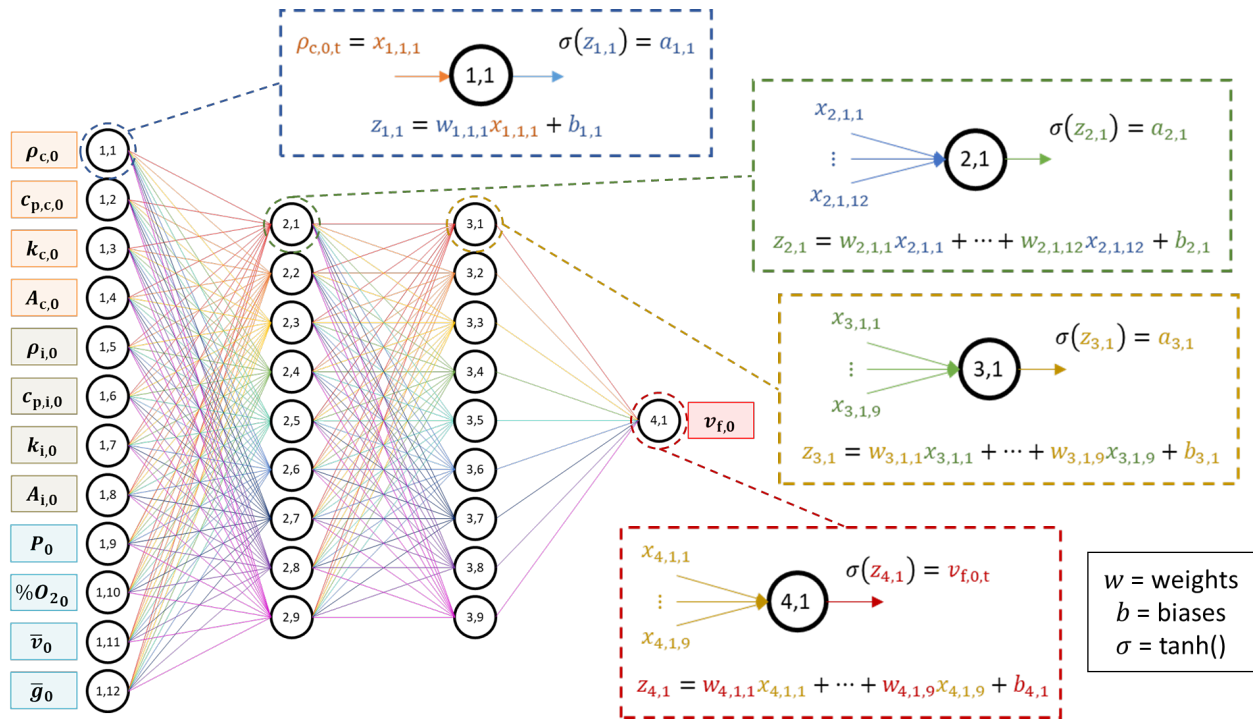 ρc,0,t = x1,1,1
σ(z1,1) = a1,1
1,1
z1,1 = w1,1,1x1,1,1 + b1,1
x2,1,1
⋮
x2,1,12
2,1
σ(z2,1) = a2,1
z2,1 = w2,1,1x2,1,1 + ⋯ + w2,1,12x2,1,12 + b2,1
x3,1,1
⋮
x3,1,9
3,1
σ(z3,1) = a3,1
z3,1 = w3,1,1x3,1,1 + ⋯ + w3,1,9x3,1,9 + b3,1
x4,1,1
⋮
x4,1,9
4,1
σ(z4,1) = vf,0,t
z4,1 = w4,1,1x4,1,1 + ⋯ + w4,1,9x4,1,9 + b4,1
w = weights
b = biases
σ = tanh()
ρc,0
cp,c,0
kc,0
Ac,0
ρi,0
cp,i,0
ki,0
Ai,0
P0
%O20
v̅0
g̅0
1,1
1,2
1,3
1,4
1,5
1,6
1,7
1,8
1,9
1,10
1,11
1,12
2,1
2,2
2,3
2,4
2,5
2,6
2,7
2,8
2,9
3,1
3,2
3,3
3,4
3,5
3,6
3,7
3,8
3,9
4,1
vf,0